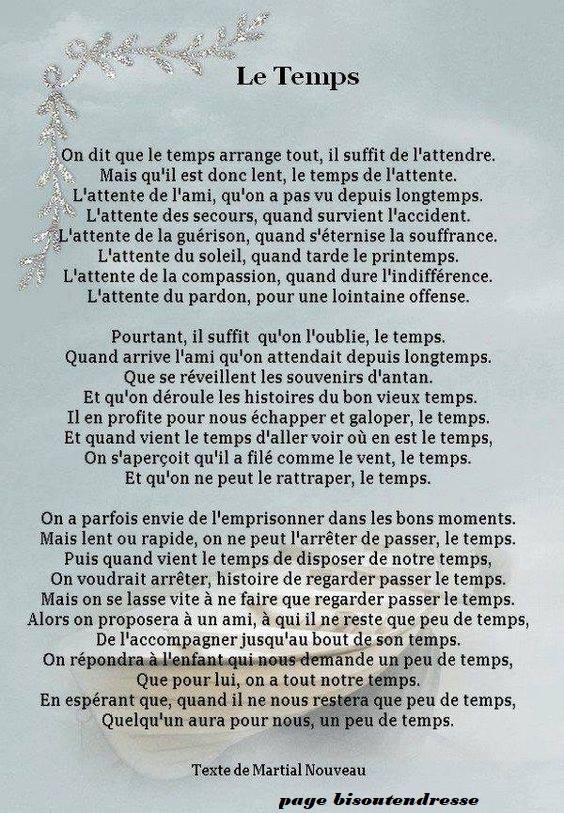 Le Temps
On dit que le temps arrange tout, il suffit de l'attendre.
Mais qu'il est donc lent, le temps de l'attente.
L'attente de l'ami, qu'on a pas vu depuis longtemps.
L'attente des secours, quand survient l'accident.
L'attente de la guérison, quand s'éternise la souffrance.
L'attente du soleil, quand tarde le printemps.
L'attente de la compassion, quand dure l'indifférence.
L'attente du pardon, pour une lointaine offense.
Pourtant, il suffit qu'on l'oublie, le temps.
Quand arrive l'ami qu'on attendait depuis longtemps.
Que se réveillent les souvenirs d'antan.
Et qu'on déroule les histoires du bon vieux temps.
Il en profite pour nous échapper et galoper, le temps.
Et quand vient le temps d'aller voir où en est le temps,
On s'aperçoit qu'il a filé comme le vent, le temps.
Et qu'on ne peut le rattraper, le temps.
On a parfois envie de l'emprisonner dans les bons moments.
Mais lent ou rapide, on ne peut l'arrêter de passer, le temps.
Puis quand vient le temps de disposer de notre temps,
On voudrait arrêter, histoire de regarder passer le temps.
Mais on se lasse vite à ne faire que regarder passer le temps.
Alors on proposera à un ami, à qui il ne reste que peu de temps,
De l'accompagner jusqu'au bout de son temps.
On répondra à l'enfant qui nous demande un peu de temps,
Que pour lui, on a tout notre temps.
En espérant que, quand il ne nous restera que peu de temps,
Quelqu'un aura pour nous, un peu de temps.
Texte de Martial Nouveau
page bisoutendresse